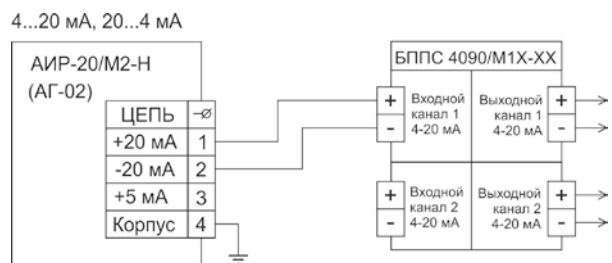 4...20 мА, 20...4 мА
АИР-20/М2-Н
(АГ-02)
ЦЕПЬ
+20 мА 1
-20 мА 2
+5 мА 3
Корпус 4
БППС 4090/М1Х-ХХ
+ Входной Выходной +
канал 1 канал 1
- 4-20 мА 4-20 мА -
+ Входной Выходной +
канал 2 канал 2
- 4-20 мА 4-20 мА -